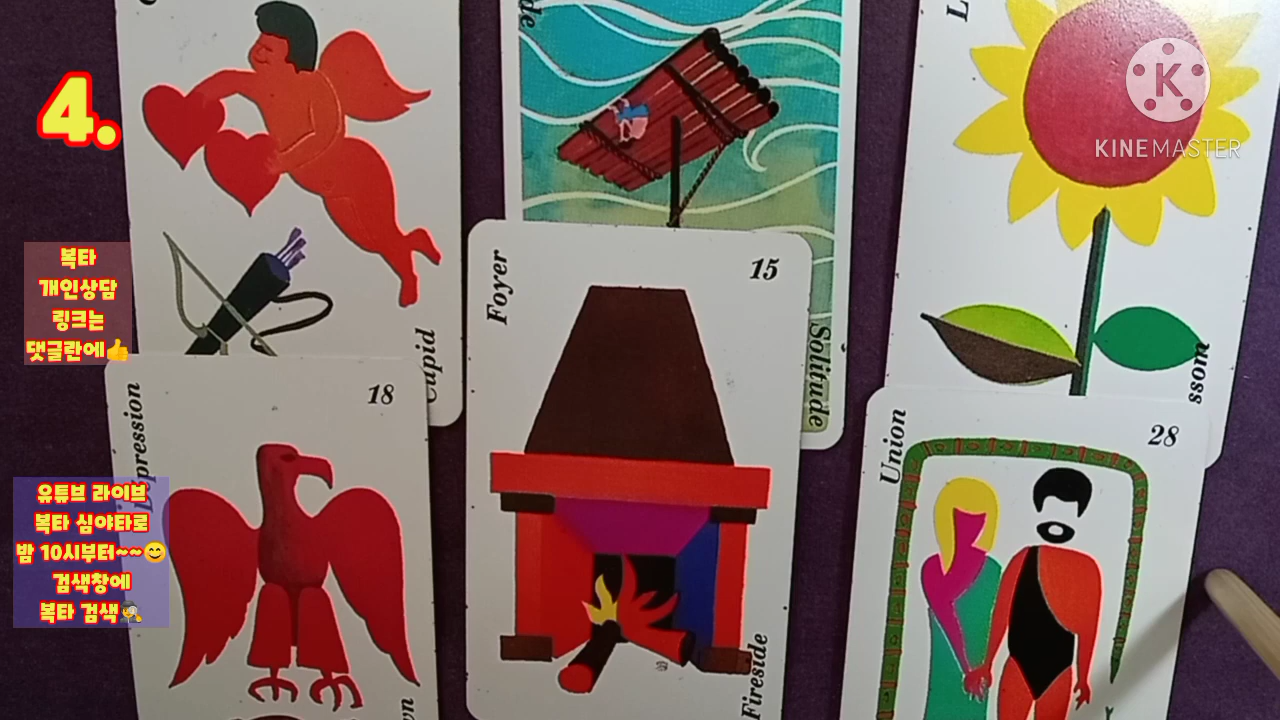 4.
복타
개인상담
링크는
댓글란에👍
유튜브 라이브
복타 심야타로
밤 10시부터~~😊
검색창에
복타 검색🕵
Cupid
18
Foyer
15
Solitude
Fireside
KINEMASTER
Union
28